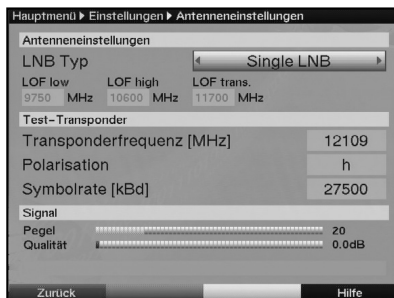 Hauptmenü ▶ Einstellungen ▶ Antenneneinstellungen
Antenneneinstellungen
LNB Typ Single LNB
LOF low LOF high LOF trans.
9750 MHz 10600 MHz 11700 MHz
Test-Transponder
Transponderfrequenz [MHz] 12109
Polarisation h
Symbolrate [kBd] 27500
Signal
Pegel 20
Qualität 0.0dB
Zurück Hilfe